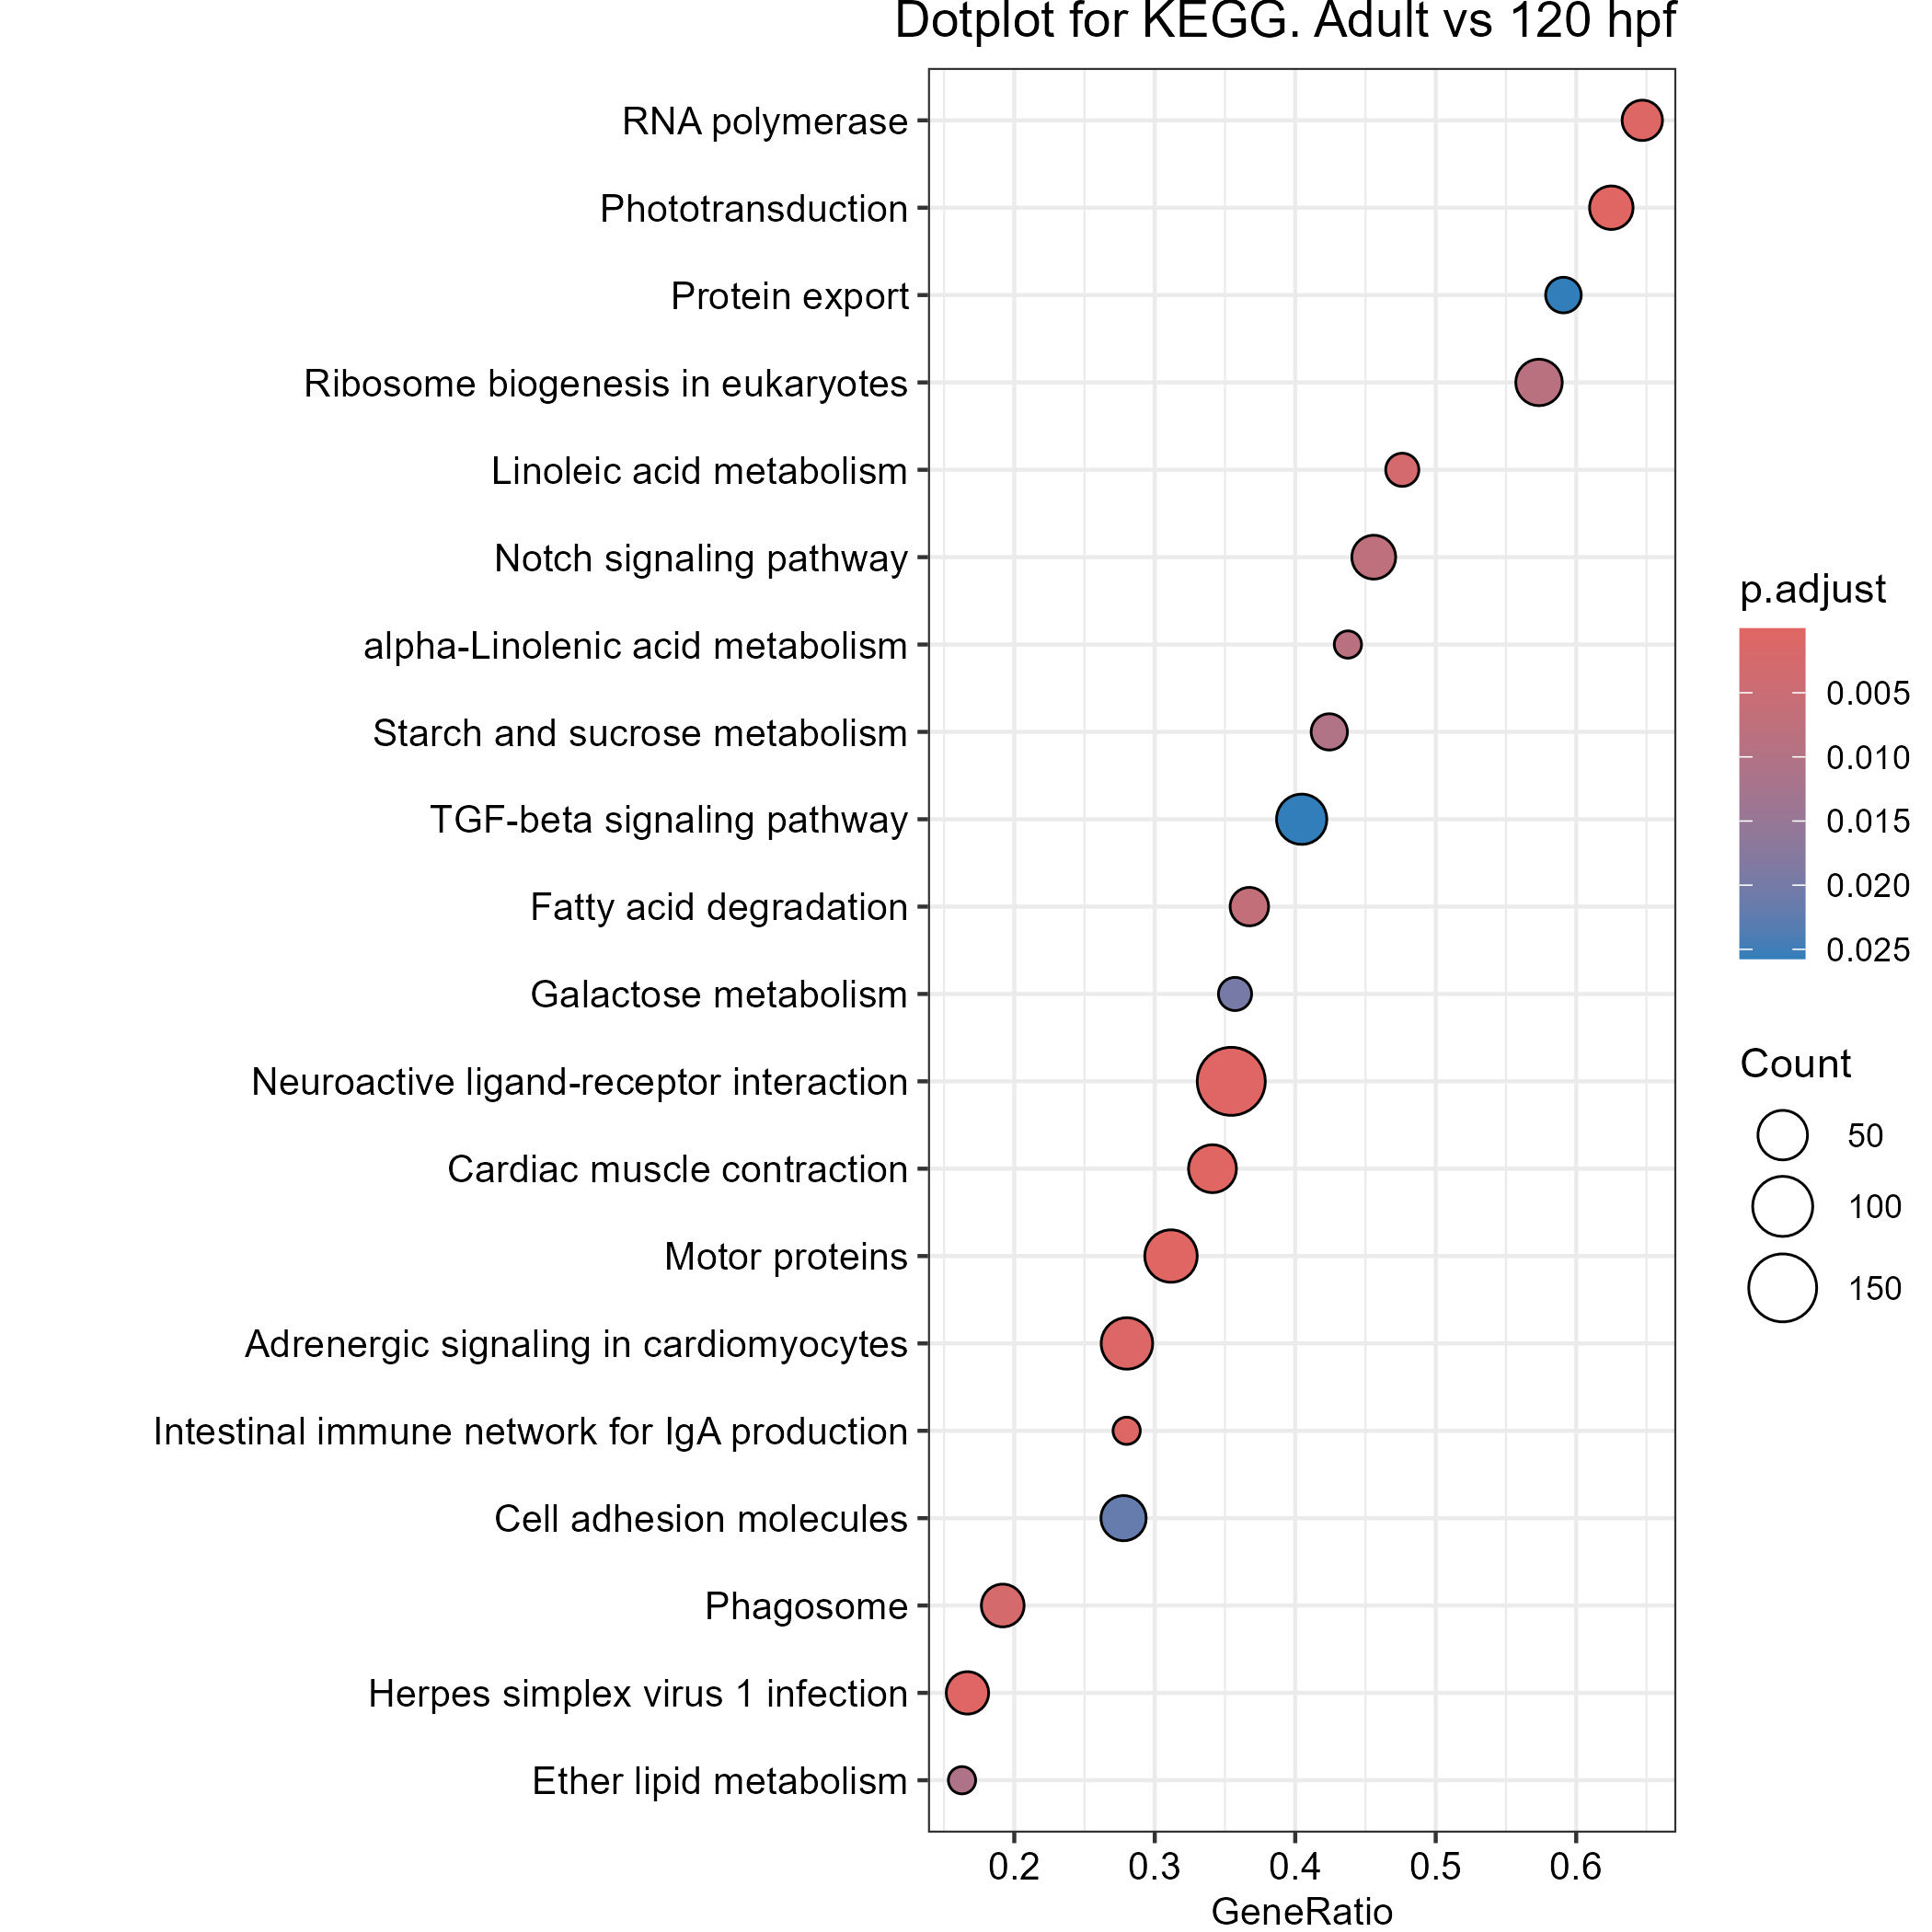 Dotplot for KEGG. Adult vs 120 hpf
RNA polymerase
Phototransduction
Protein export
Ribosome biogenesis in eukaryotes
Linoleic acid metabolism
Notch signaling pathway
alpha-Linolenic acid metabolism
Starch and sucrose metabolism
TGF-beta signaling pathway
Fatty acid degradation
Galactose metabolism
Neuroactive ligand-receptor interaction
Cardiac muscle contraction
Motor proteins
Adrenergic signaling in cardiomyocytes
Intestinal immune network for IgA production
Cell adhesion molecules
Phagosome
Herpes simplex virus 1 infection
Ether lipid metabolism
0.2 0.3 0.4 0.5 0.6
GeneRatio
p.adjust
0.005
0.010
0.015
0.020
0.025
Count
50
100
150